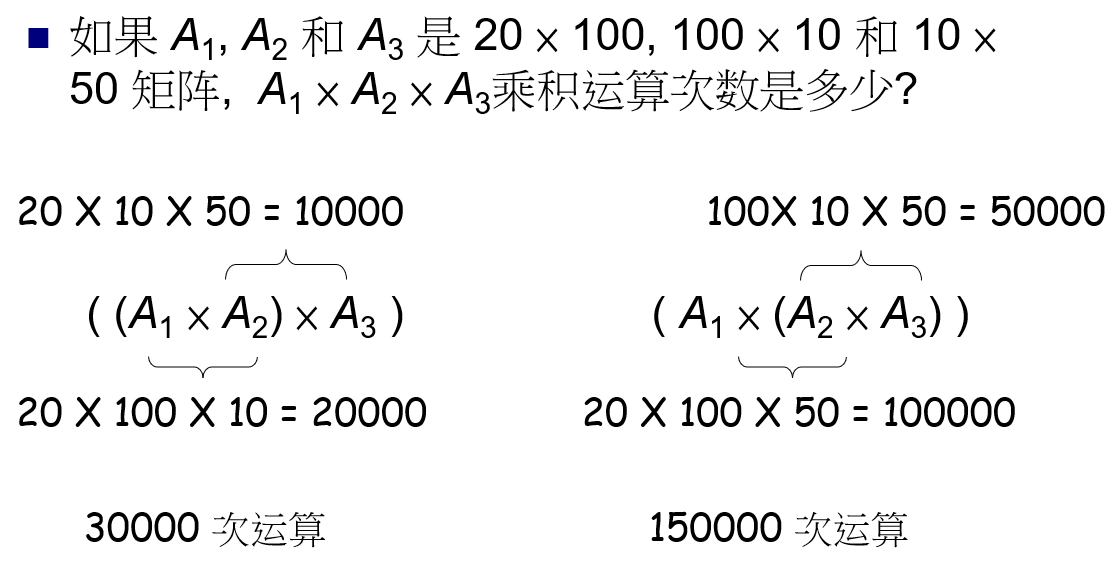 ■ 如果 A₁, A₂ 和 A₃ 是 20 × 100, 100 × 10 和 10 ×
50 矩阵, A₁ × A₂ × A₃乘积运算次数是多少?
20 X 10 X 50 = 10000
100X 10 X 50 = 50000
( (A₁ × A₂) × A₃ )
( A₁ × (A₂ × A₃) )
20 X 100 X 10 = 20000
20 X 100 X 50 = 100000
30000 次运算
150000 次运算